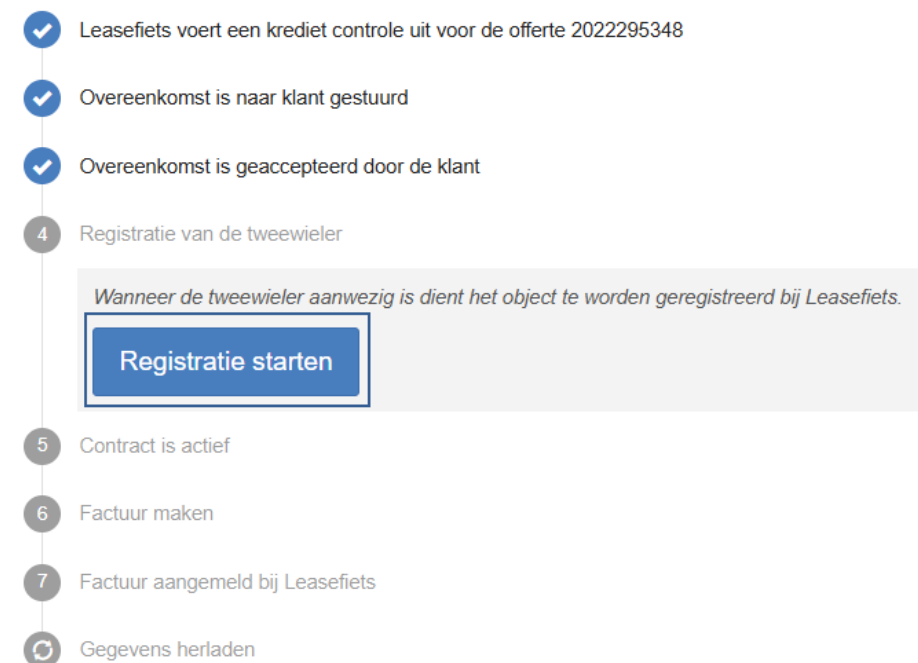 Leasefiets voert een krediet controle uit voor de offerte 2022295348
Overeenkomst is naar klant gestuurd
Overeenkomst is geaccepteerd door de klant
4 Registratie van de tweewieler
Wanneer de tweewieler aanwezig is dient het object te worden geregistreerd bij Leasefiets.
Registratie starten
5 Contract is actief
6 Factuur maken
7 Factuur aangemeld bij Leasefiets
Gegevens herladen